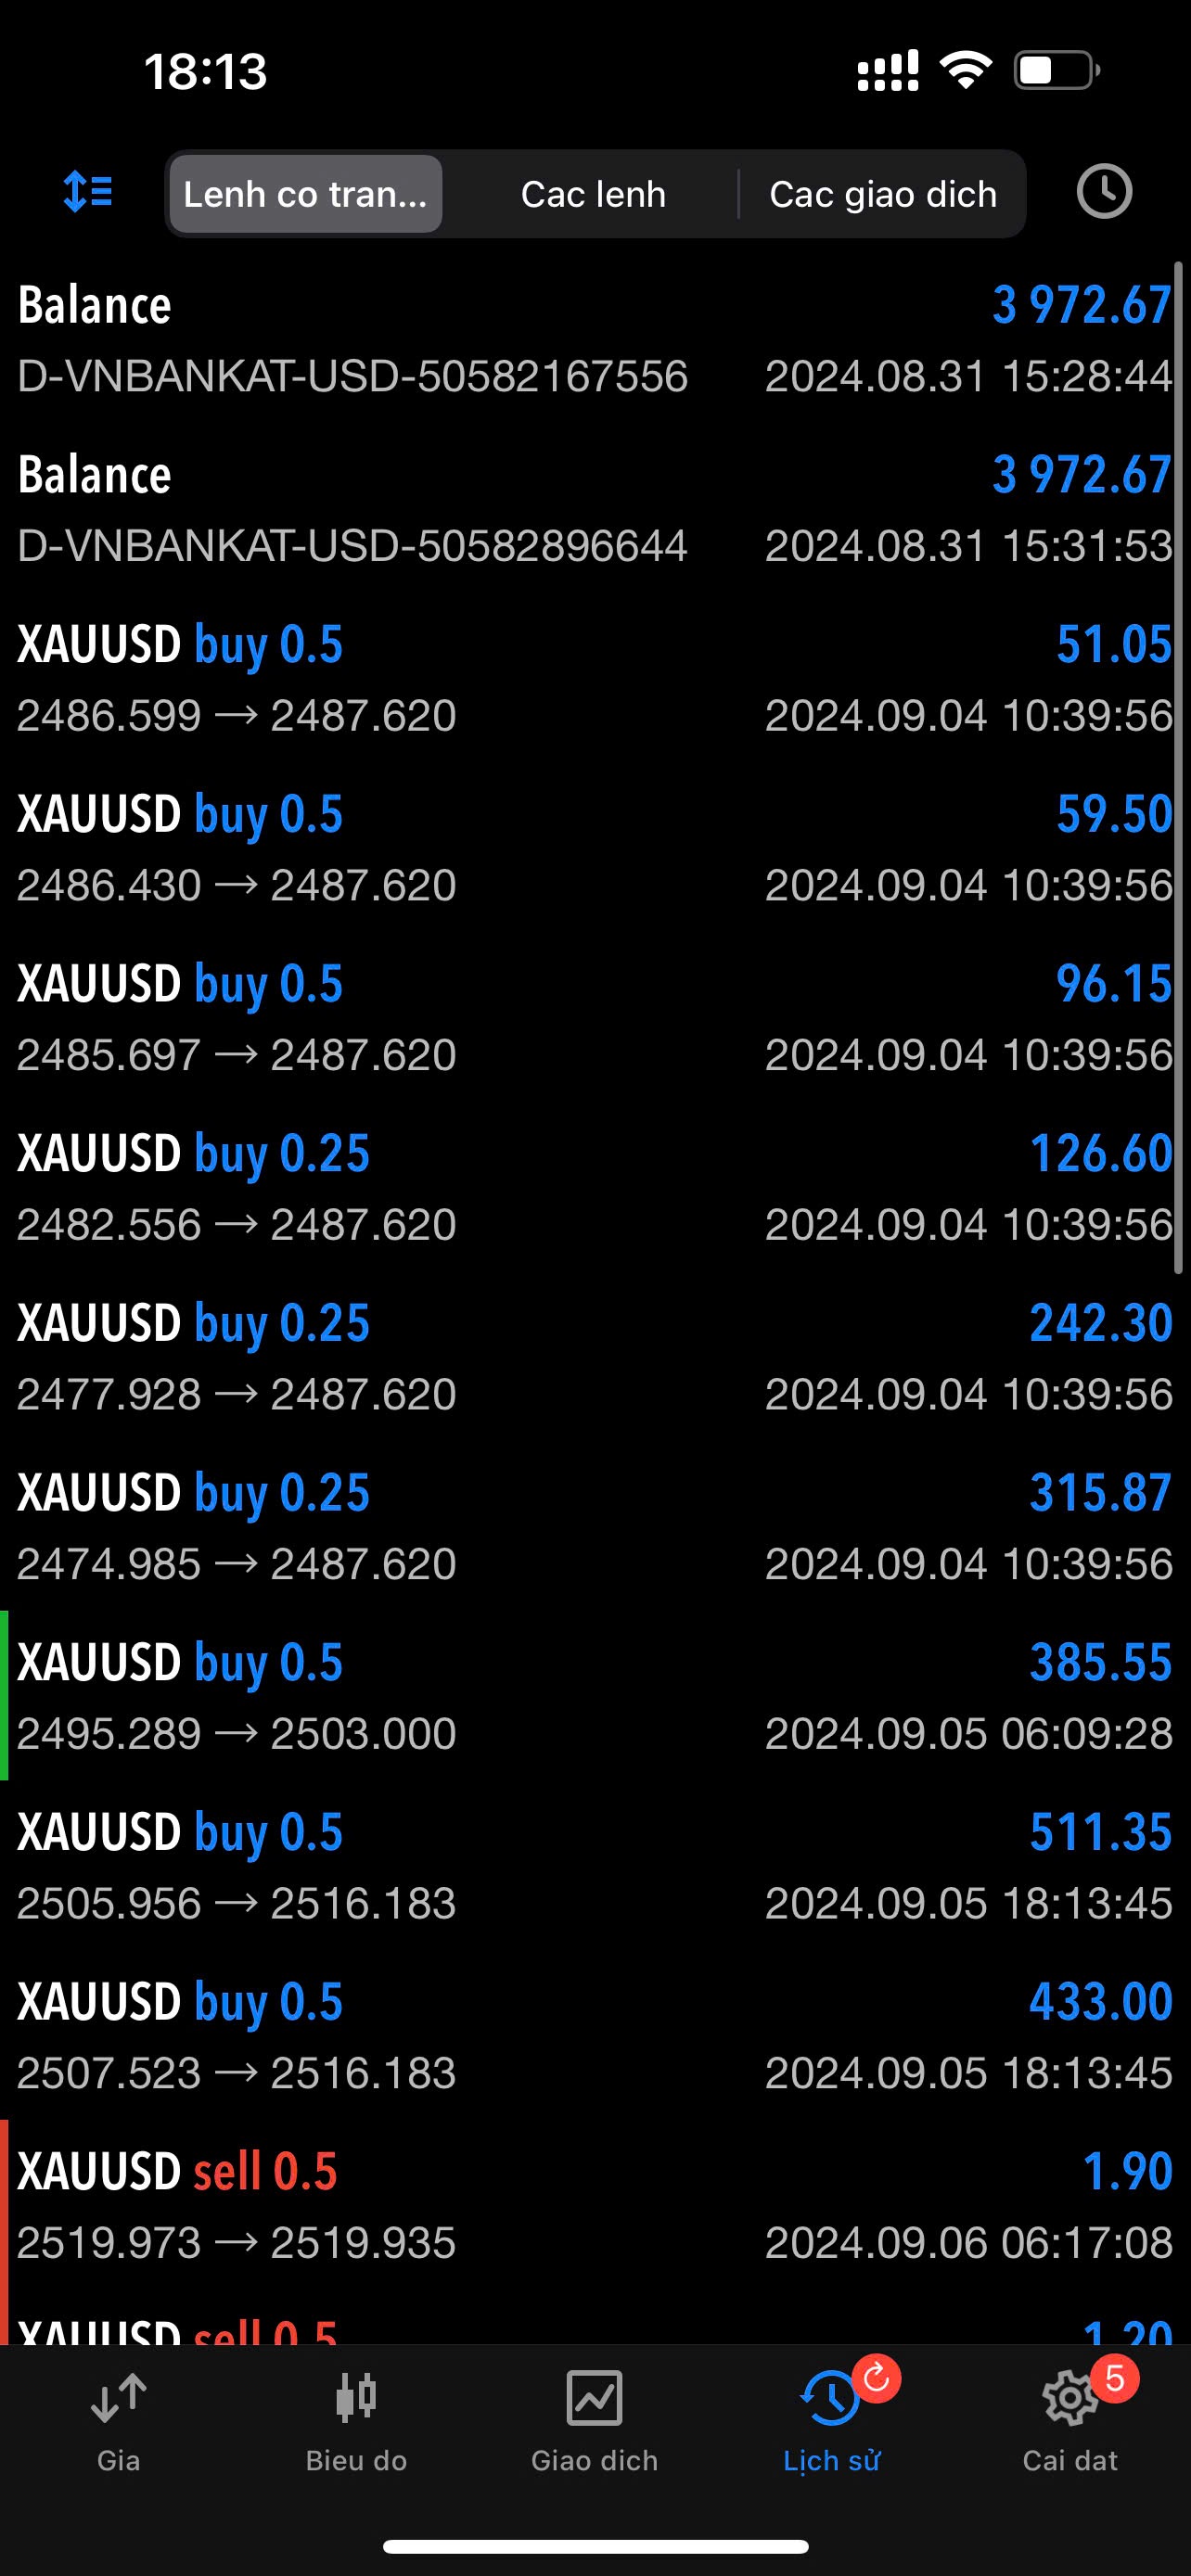 18:13
Lenh co tran...
Cac lenh
Cac giao dich
Balance 3 972.67
D-VNBANKAT-USD-50582167556 2024.08.31 15:28:44
Balance 3 972.67
D-VNBANKAT-USD-50582896644 2024.08.31 15:31:53
XAUUSD buy 0.5 51.05
2486.599 → 2487.620 2024.09.04 10:39:56
XAUUSD buy 0.5 59.50
2486.430 → 2487.620 2024.09.04 10:39:56
XAUUSD buy 0.5 96.15
2485.697 → 2487.620 2024.09.04 10:39:56
XAUUSD buy 0.25 126.60
2482.556 → 2487.620 2024.09.04 10:39:56
XAUUSD buy 0.25 242.30
2477.928 → 2487.620 2024.09.04 10:39:56
XAUUSD buy 0.25 315.87
2474.985 → 2487.620 2024.09.04 10:39:56
XAUUSD buy 0.5 385.55
2495.289 → 2503.000 2024.09.05 06:09:28
XAUUSD buy 0.5 511.35
2505.956 → 2516.183 2024.09.05 18:13:45
XAUUSD buy 0.5 433.00
2507.523 → 2516.183 2024.09.05 18:13:45
XAUUSD sell 0.5 1.90
2519.973 → 2519.935 2024.09.06 06:17:08
XAUUSD sell 0.5 1.20
5
Gia
Bieu do
Giao dich
Lịch sử
Cai dat